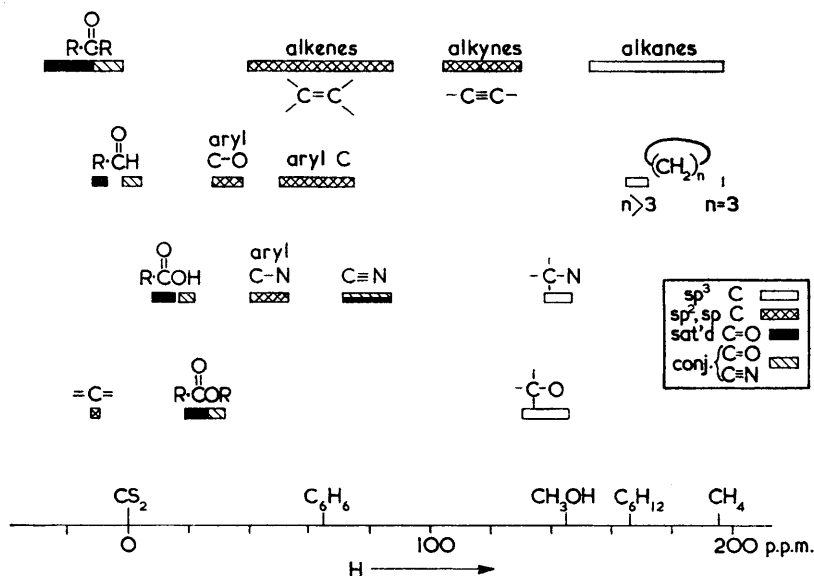 O
R·CR alkenes alkynes alkanes
C=C -C≡C-
O
R·CH aryl C-O aryl C (CH₂)ₙ
n>3 n=3
O
R·COH aryl C-N C≡N -C-N
sp³ C
sp², sp C
sat'd C=O
conj. { C=O
C≡N
O
=C= R·COR -C-O
CS₂ C₆H₆ CH₃OH C₆H₁₂ CH₄
0 100 200 p.p.m.
H